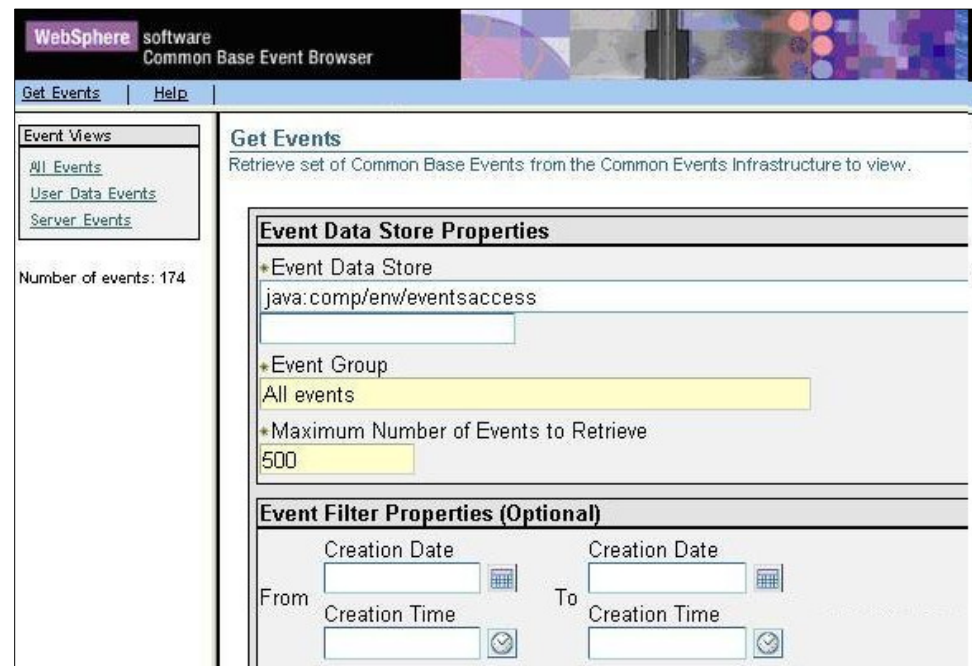 WebSphere software
Common Base Event Browser
Get Events | Help |
Event Views
All Events
User Data Events
Server Events
Number of events: 174
Get Events
Retrieve set of Common Base Events from the Common Events Infrastructure to view.
Event Data Store Properties
*Event Data Store
java:comp/env/eventsaccess
*Event Group
All events
*Maximum Number of Events to Retrieve
500
Event Filter Properties (Optional)
Creation Date Creation Date
From To
Creation Time Creation Time